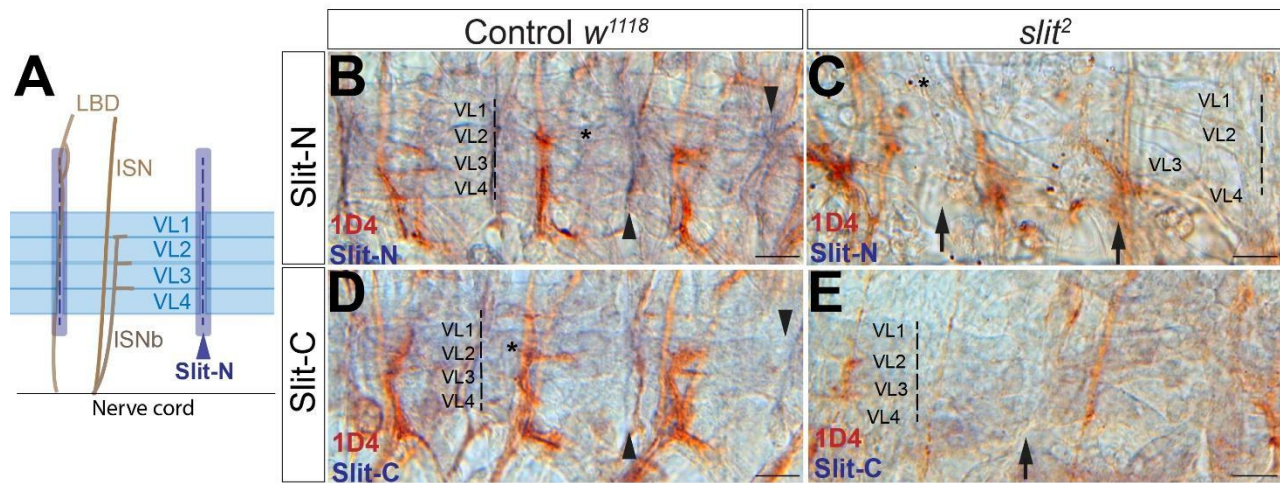 Control w1118
slit2
A
LBD
ISN
VL1
VL2
VL3
VL4
ISNb
Slit-N
Nerve cord
Slit-N
B
VL1
VL2
VL3
VL4
*
1D4
Slit-N
C
*
VL1
VL2
VL3
VL4
1D4
Slit-N
Slit-C
D
VL1
VL2
VL3
VL4
*
1D4
Slit-C
E
VL1
VL2
VL3
VL4
1D4
Slit-C